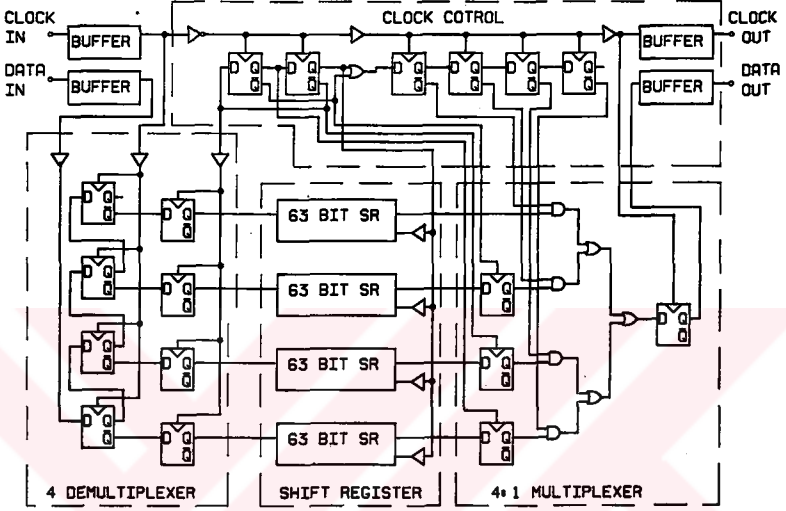 CLOCK IN
BUFFER
CLOCK COTROL
BUFFER
CLOCK OUT
DATA IN
BUFFER
D Q Q̅
D Q Q̅
D Q Q̅
D Q Q̅
D Q Q̅
D Q Q̅
BUFFER
DATA OUT
D Q Q̅
D Q Q̅
63 BIT SR
D Q Q̅
D Q Q̅
63 BIT SR
D Q Q̅
D Q Q̅
D Q Q̅
D Q Q̅
63 BIT SR
D Q Q̅
D Q Q̅
D Q Q̅
63 BIT SR
D Q Q̅
4 DEMULTIPLEXER
SHIFT REGISTER
4:1 MULTIPLEXER